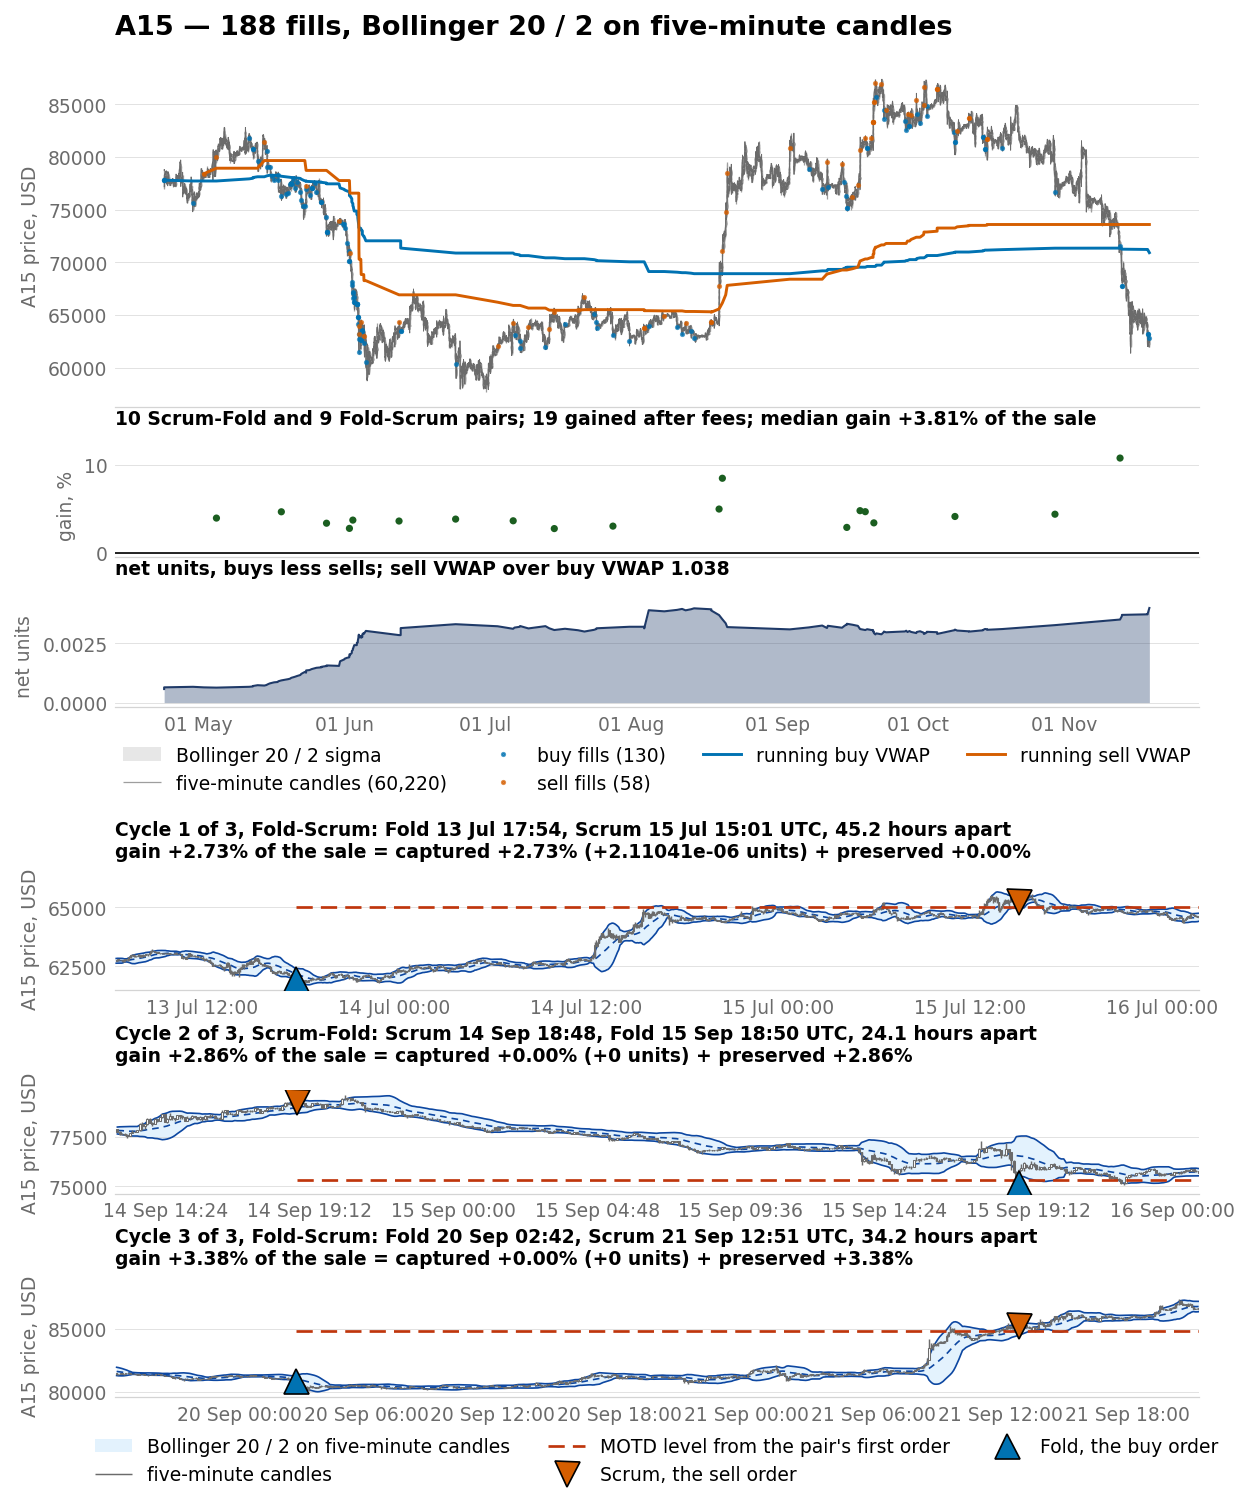 A15 — 188 fills, Bollinger 20 / 2 on five-minute candles
A15 price, USD
85000
80000
75000
70000
65000
60000
10 Scrum-Fold and 9 Fold-Scrum pairs; 19 gained after fees; median gain +3.81% of the sale
gain, %
10
0
net units, buys less sells; sell VWAP over buy VWAP 1.038
net units
0.0025
0.0000
01 May 01 Jun 01 Jul 01 Aug 01 Sep 01 Oct 01 Nov
Bollinger 20 / 2 sigma buy fills (130) running buy VWAP running sell VWAP
five-minute candles (60,220) sell fills (58)
Cycle 1 of 3, Fold-Scrum: Fold 13 Jul 17:54, Scrum 15 Jul 15:01 UTC, 45.2 hours apart
gain +2.73% of the sale = captured +2.73% (+2.11041e-06 units) + preserved +0.00%
A15 price, USD
65000
62500
13 Jul 12:00 14 Jul 00:00 14 Jul 12:00 15 Jul 00:00 15 Jul 12:00 16 Jul 00:00
Cycle 2 of 3, Scrum-Fold: Scrum 14 Sep 18:48, Fold 15 Sep 18:50 UTC, 24.1 hours apart
gain +2.86% of the sale = captured +0.00% (+0 units) + preserved +2.86%
A15 price, USD
77500
75000
14 Sep 14:24 14 Sep 19:12 15 Sep 00:00 15 Sep 04:48 15 Sep 09:36 15 Sep 14:24 15 Sep 19:12 16 Sep 00:00
Cycle 3 of 3, Fold-Scrum: Fold 20 Sep 02:42, Scrum 21 Sep 12:51 UTC, 34.2 hours apart
gain +3.38% of the sale = captured +0.00% (+0 units) + preserved +3.38%
A15 price, USD
85000
80000
20 Sep 00:00 20 Sep 06:00 20 Sep 12:00 20 Sep 18:00 21 Sep 00:00 21 Sep 06:00 21 Sep 12:00 21 Sep 18:00
Bollinger 20 / 2 on five-minute candles MOTD level from the pair's first order Fold, the buy order
five-minute candles Scrum, the sell order